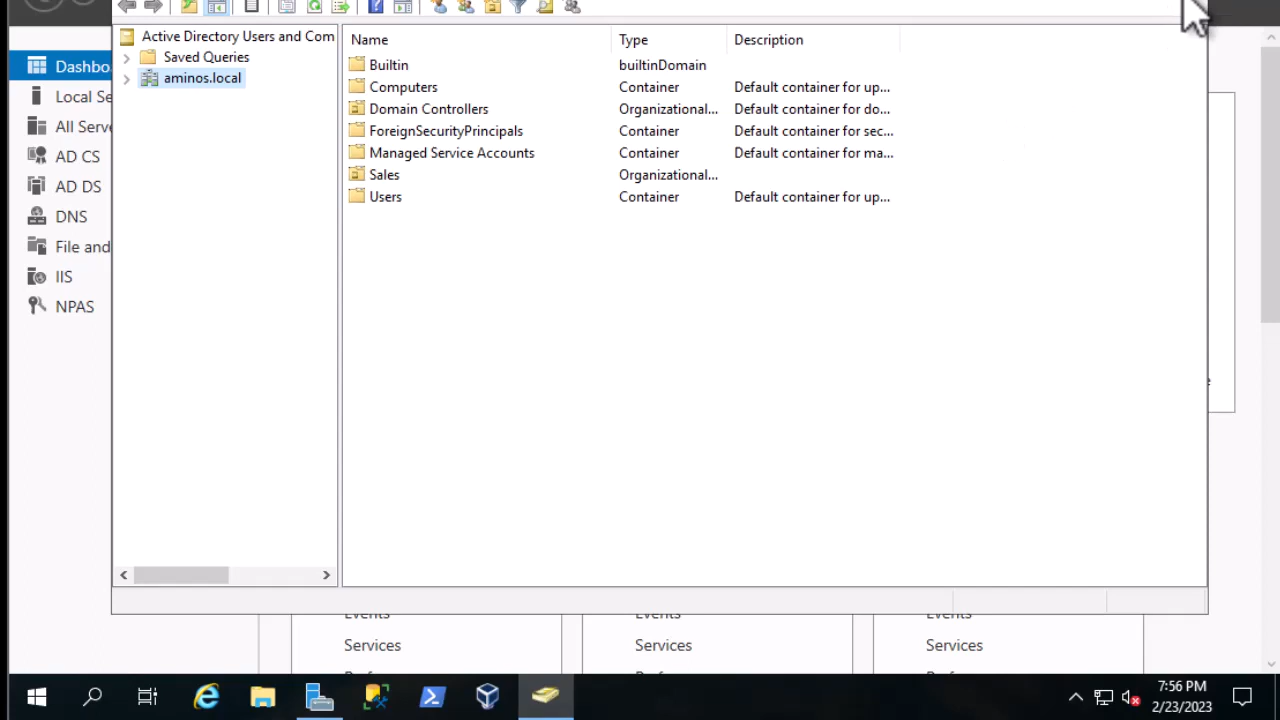 Active Directory Users and Com
Saved Queries
aminos.local
Name Type Description
Builtin builtinDomain
Computers Container Default container for up...
Domain Controllers Organizational... Default container for do...
ForeignSecurityPrincipals Container Default container for sec...
Managed Service Accounts Container Default container for ma...
Sales Organizational...
Users Container Default container for up...
Dashbo
Local Se
All Serve
AD CS
AD DS
DNS
File and
IIS
NPAS
Events Events Events
Services Services Services
7:56 PM
2/23/2023